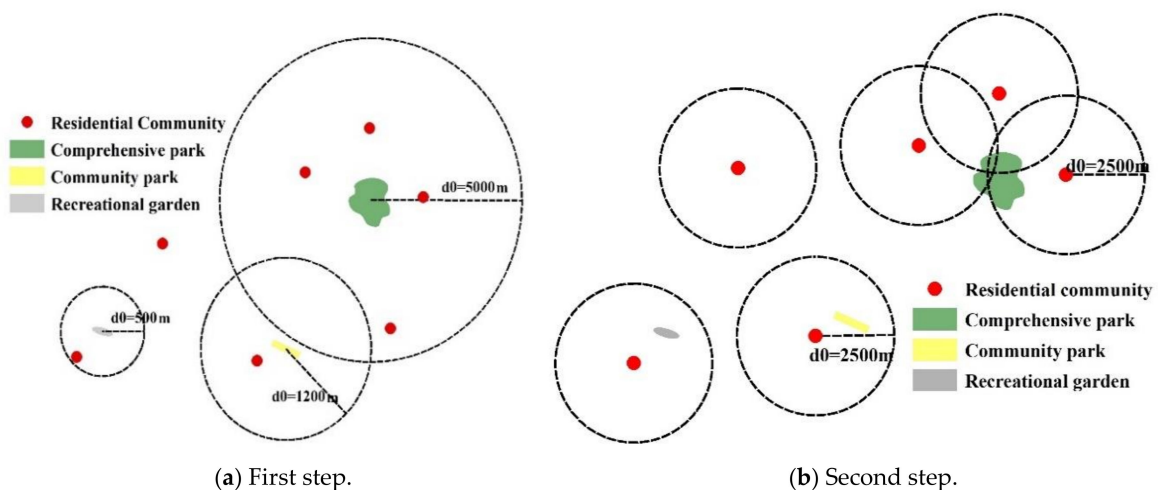 Residential Community
Comprehensive park
Community park
Recreational garden
d0=5000m
d0=500m
d0=1200m
(a) First step.
d0=2500m
d0=2500m
Residential community
Comprehensive park
Community park
Recreational garden
(b) Second step.